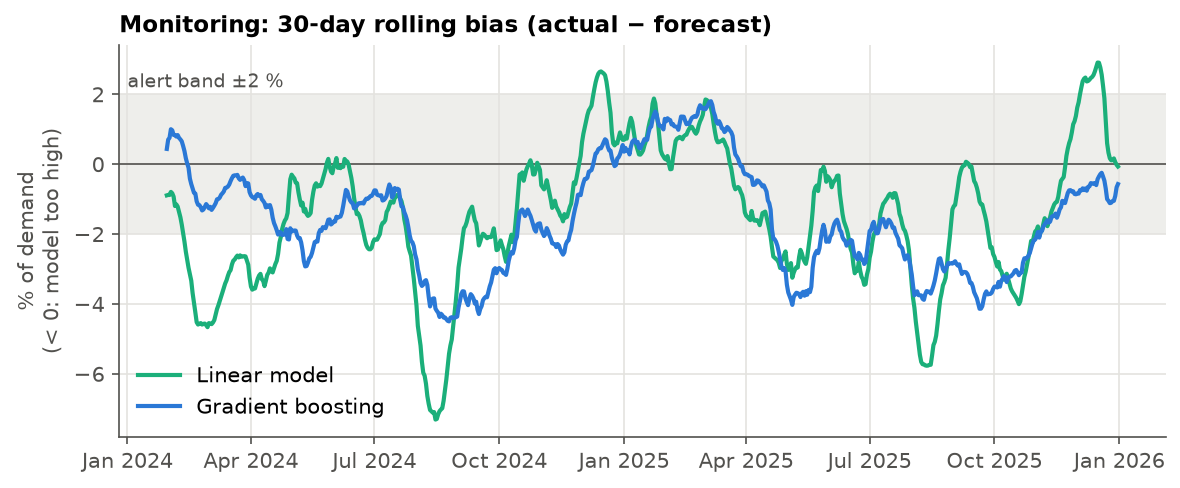 Monitoring: 30-day rolling bias (actual − forecast)
alert band ±2 %
% of demand
(< 0: model too high)
2
0
−2
−4
−6
Linear model
Gradient boosting
Jan 2024 Apr 2024 Jul 2024 Oct 2024 Jan 2025 Apr 2025 Jul 2025 Oct 2025 Jan 2026